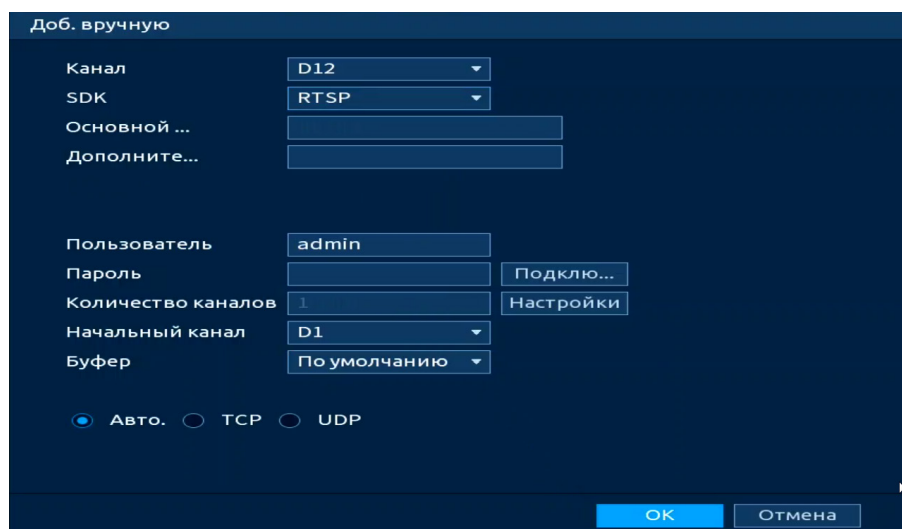 Доб. вручную
Канал D12
SDK RTSP
Основной ...
Дополните...
Пользователь admin
Пароль Подклю...
Количество каналов 1 Настройки
Начальный канал D1
Буфер По умолчанию
Авто. TCP UDP
OK Отмена